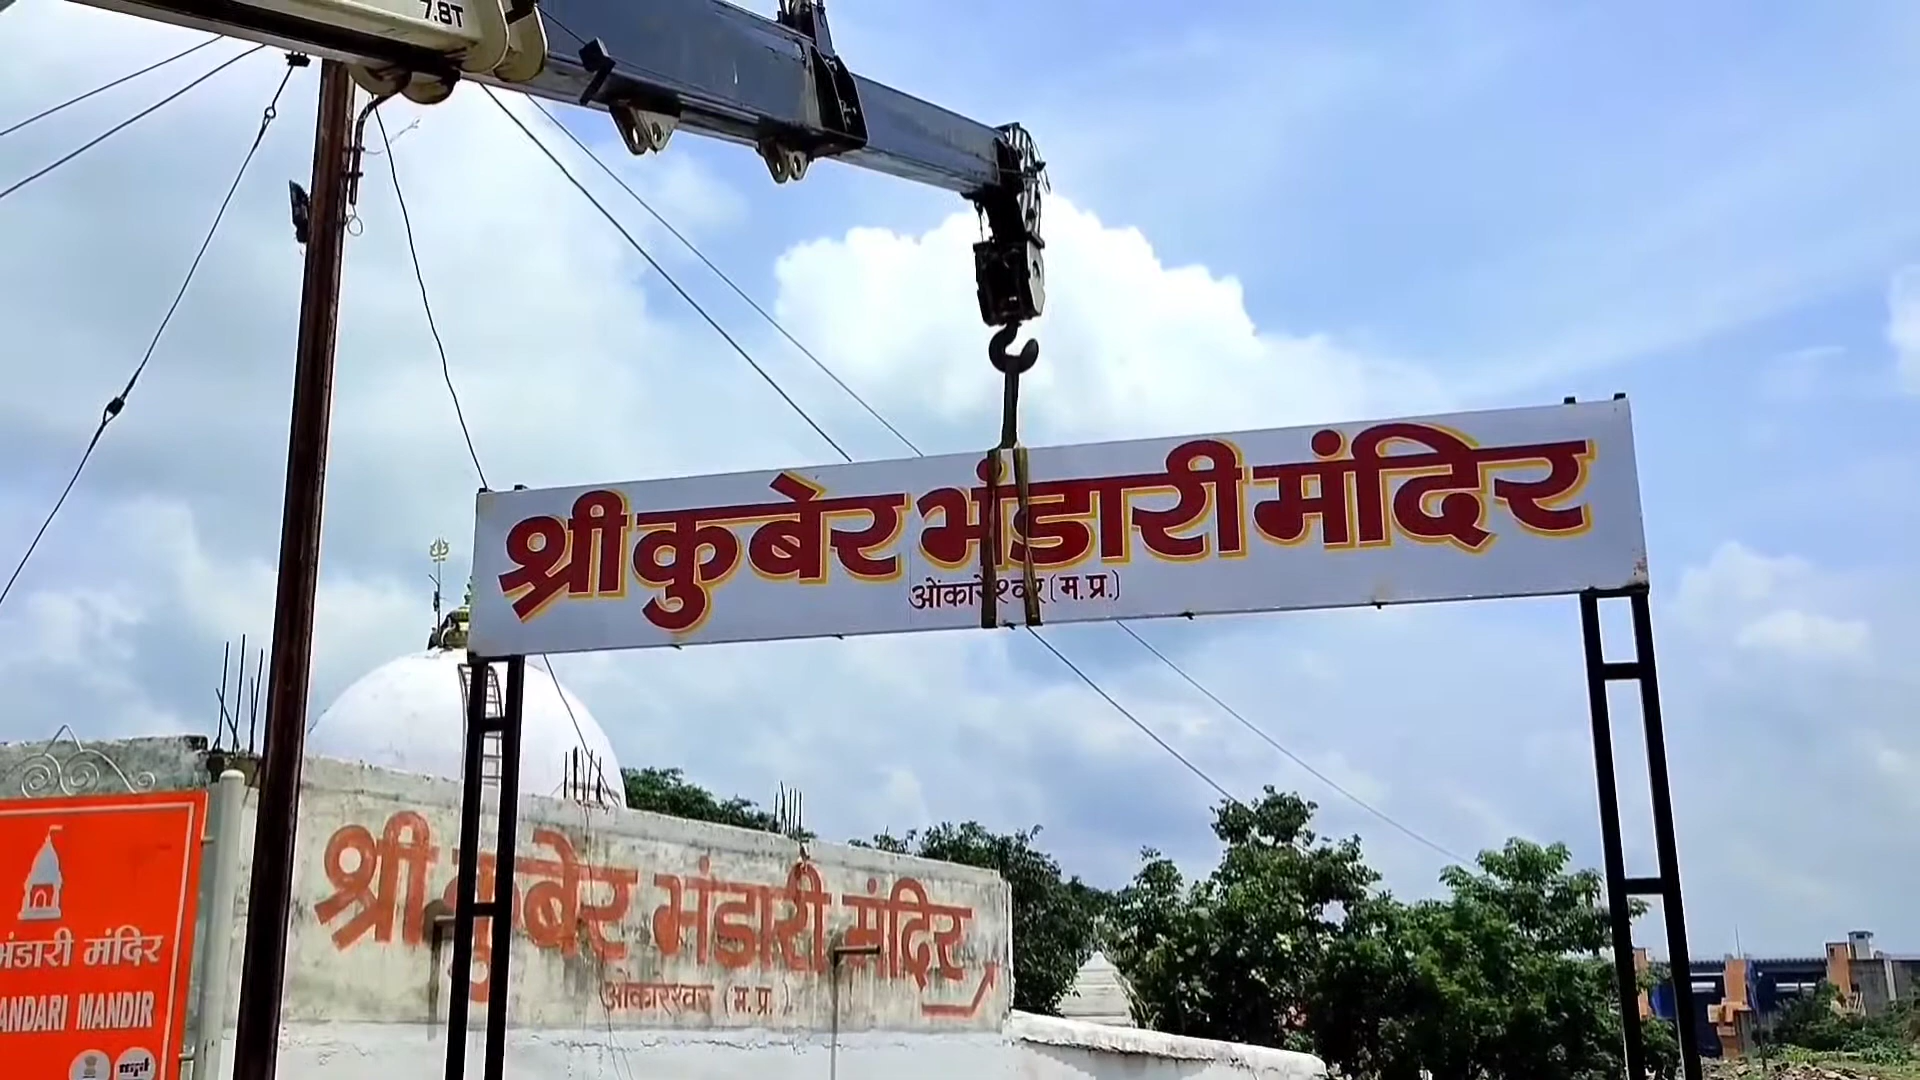 7.8T
श्री कुबेर भंडारी मंदिर
ओंकारेश्वर (म.प्र.)
श्री कुबेर भंडारी मंदिर
ओंकारेश्वर (म.प्र.)
भंडारी मंदिर
ANDARI MANDIR